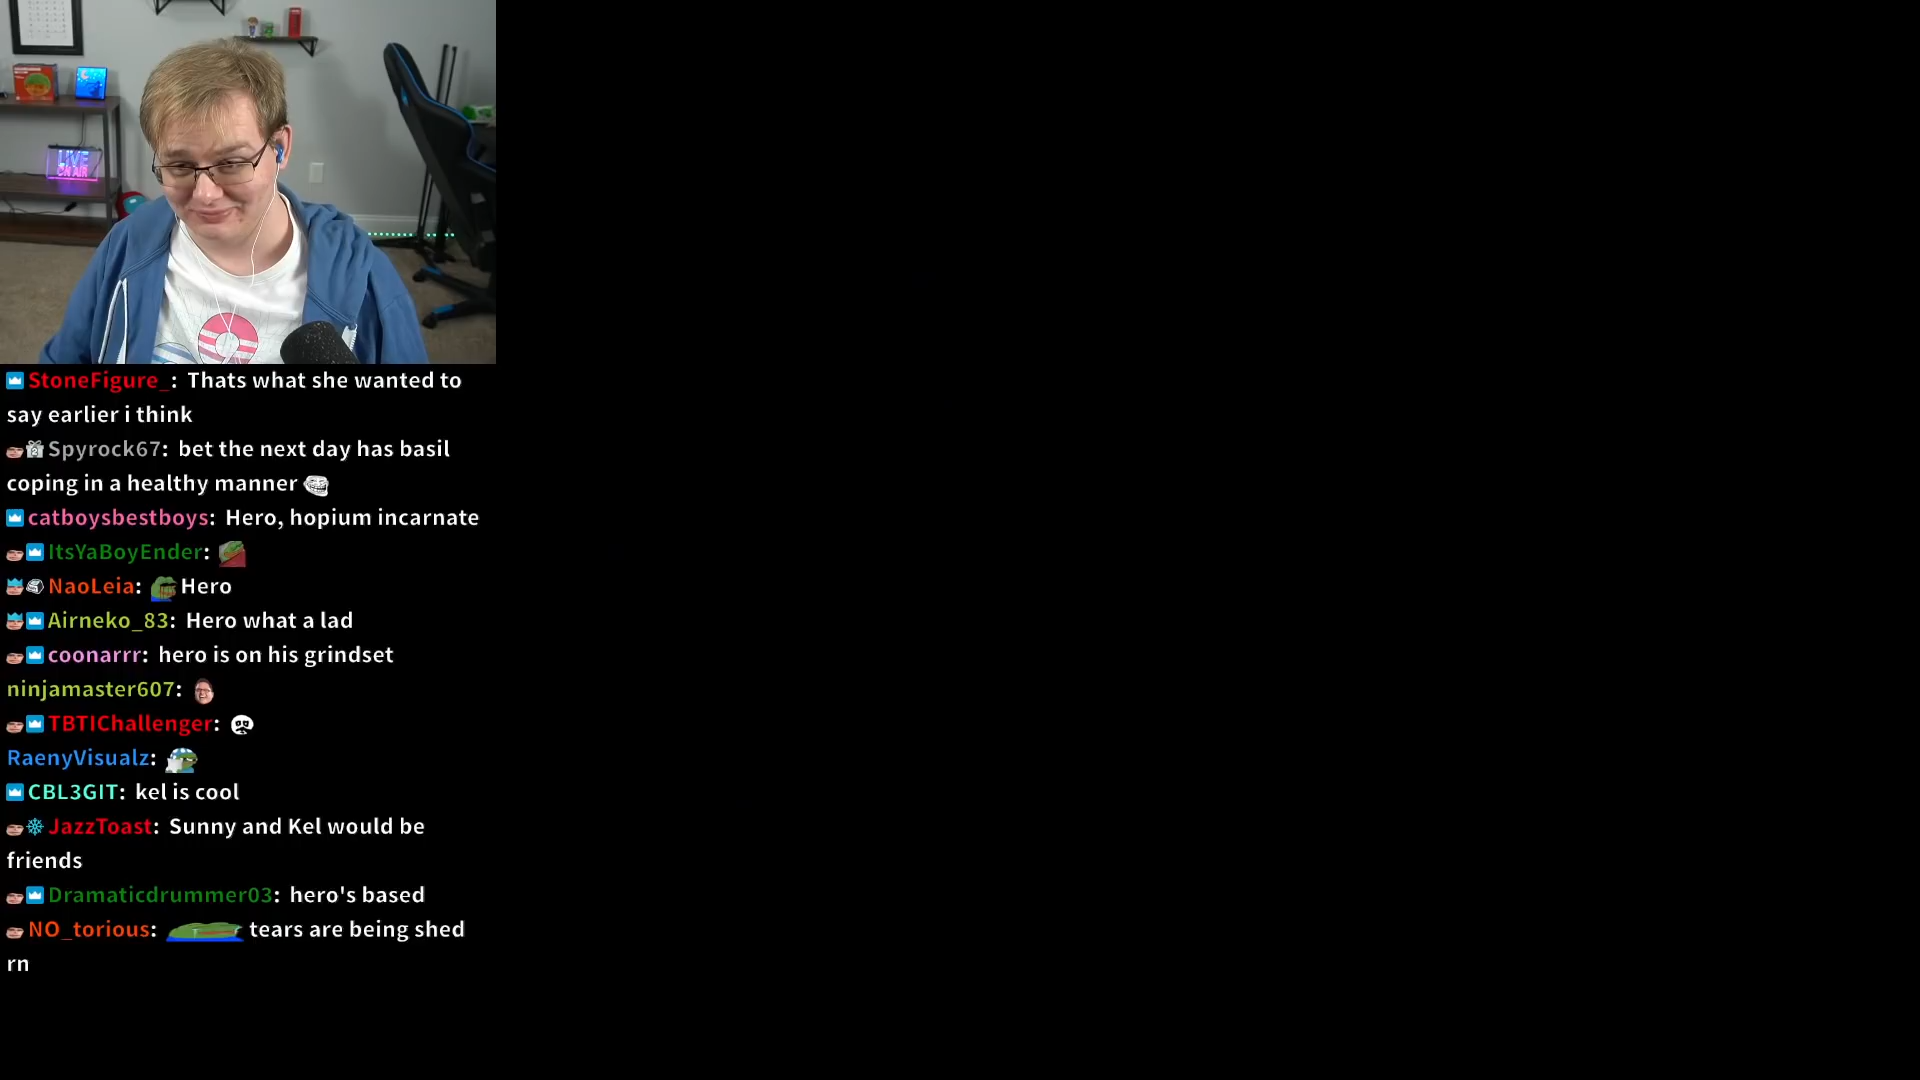 LIVE
ON AIR
StoneFigure_: Thats what she wanted to
say earlier i think
Spyrock67: bet the next day has basil
coping in a healthy manner
catboysbestboys: Hero, hopium incarnate
ItsYaBoyEnder:
NaoLeia: Hero
Airneko_83: Hero what a lad
coonarrr: hero is on his grindset
ninjamaster607:
TBTIChallenger:
RaenyVisualz:
CBL3GIT: kel is cool
JazzToast: Sunny and Kel would be
friends
Dramaticdrummer03: hero's based
NO_torious: tears are being shed
rn